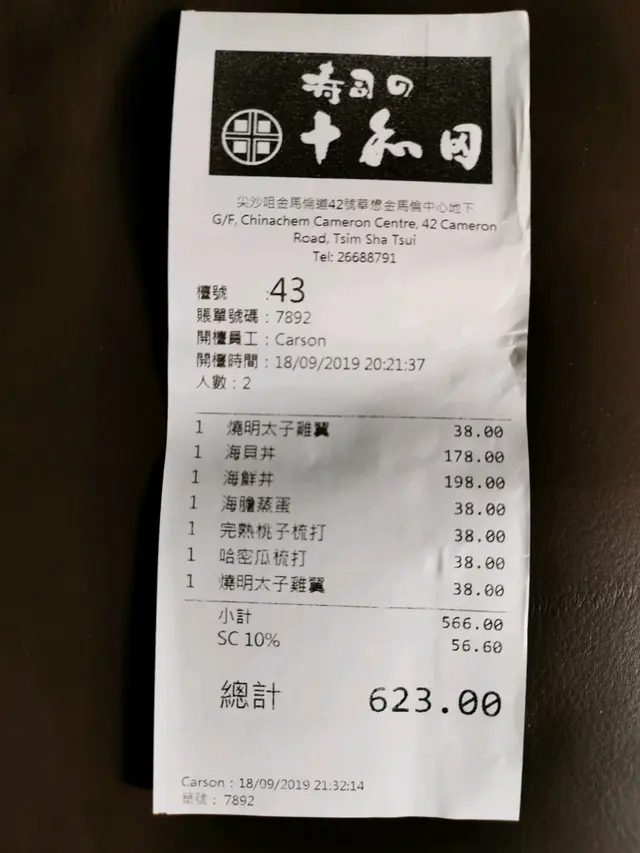 寿司の
十和田
尖沙咀金馬倫道42號華懋金馬倫中心地下
G/F, Chinachem Cameron Centre, 42 Cameron
Road, Tsim Sha Tsui
Tel: 26688791
檯號 :43
賬單號碼：7892
開檯員工：Carson
開檯時間：18/09/2019 20:21:37
人數：2
1 燒明太子雞翼 38.00
1 海貝丼 178.00
1 海鮮丼 198.00
1 海膽蒸蛋 38.00
1 完熟桃子梳打 38.00
1 哈密瓜梳打 38.00
1 燒明太子雞翼 38.00
小計 566.00
SC 10% 56.60
總計 623.00
Carson：18/09/2019 21:32:14
單號：7892